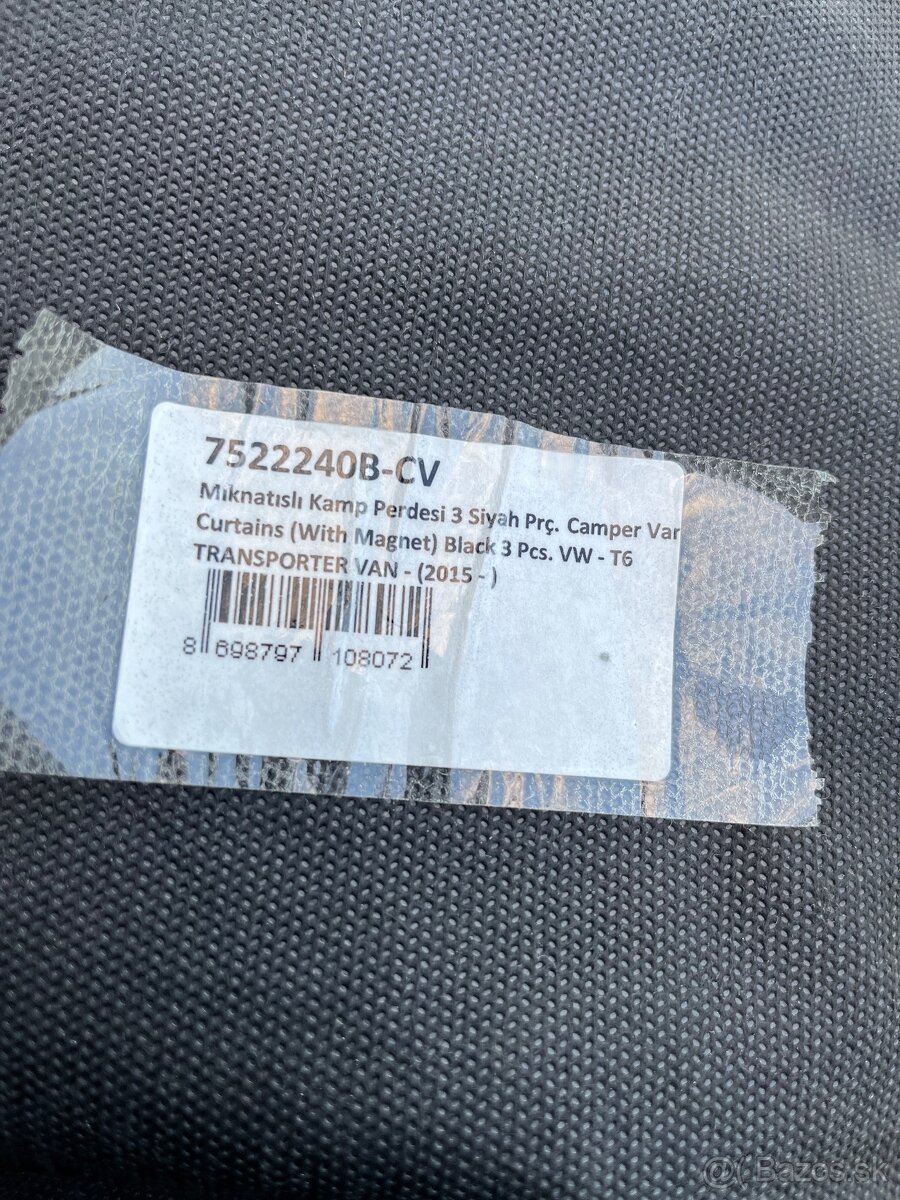 7522240B-CV
Mıknatıslı Kamp Perdesi 3 Siyah Prç. Camper Van
Curtains (With Magnet) Black 3 Pcs. VW - T6
TRANSPORTER VAN - (2015 - )
8 698797 108072
@ Bazos.sk